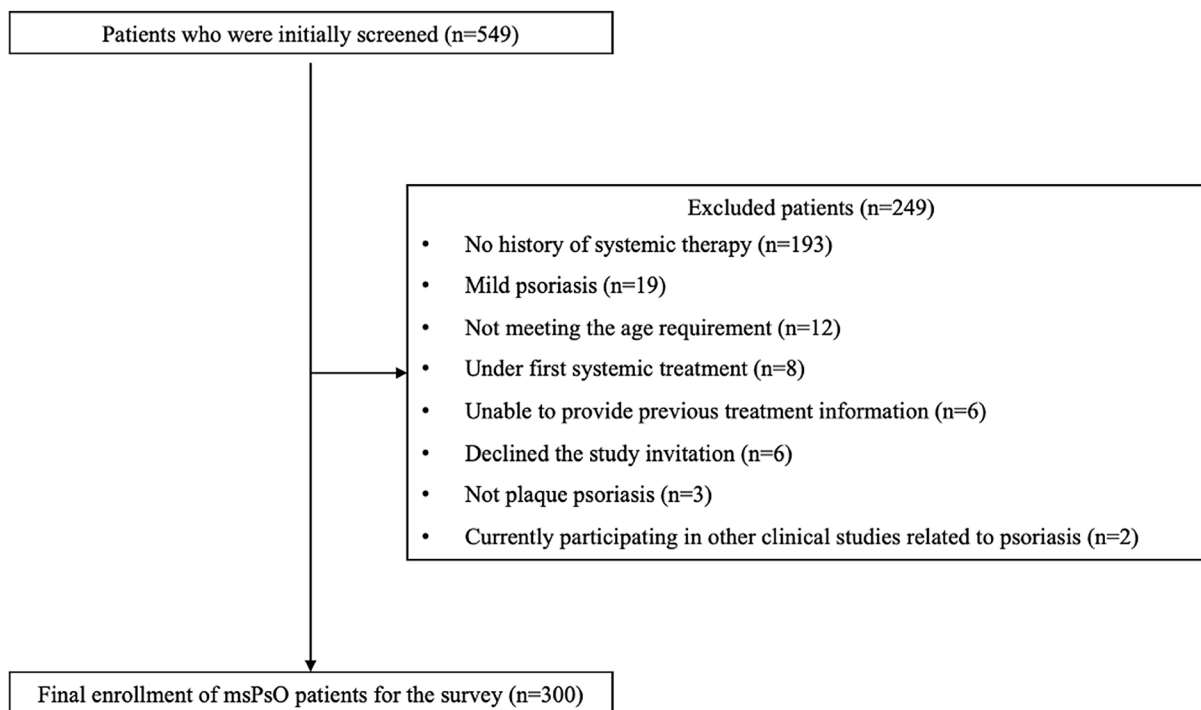 Patients who were initially screened (n=549)
Excluded patients (n=249)
• No history of systemic therapy (n=193)
• Mild psoriasis (n=19)
• Not meeting the age requirement (n=12)
• Under first systemic treatment (n=8)
• Unable to provide previous treatment information (n=6)
• Declined the study invitation (n=6)
• Not plaque psoriasis (n=3)
• Currently participating in other clinical studies related to psoriasis (n=2)
Final enrollment of msPsO patients for the survey (n=300)